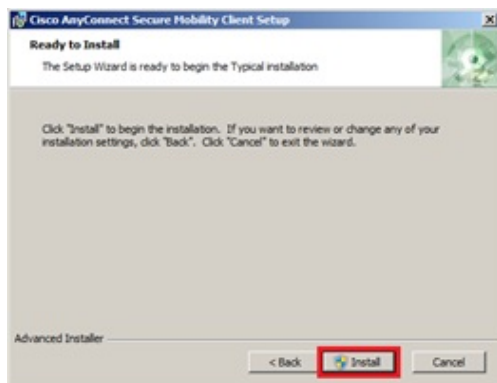 Cisco AnyConnect Secure Mobility Client Setup
Ready to Install
The Setup Wizard is ready to begin the Typical installation
Click "Install" to begin the installation. If you want to review or change any of your
installation settings, click "Back". Click "Cancel" to exit the wizard.
Advanced Installer
< Back
Install
Cancel